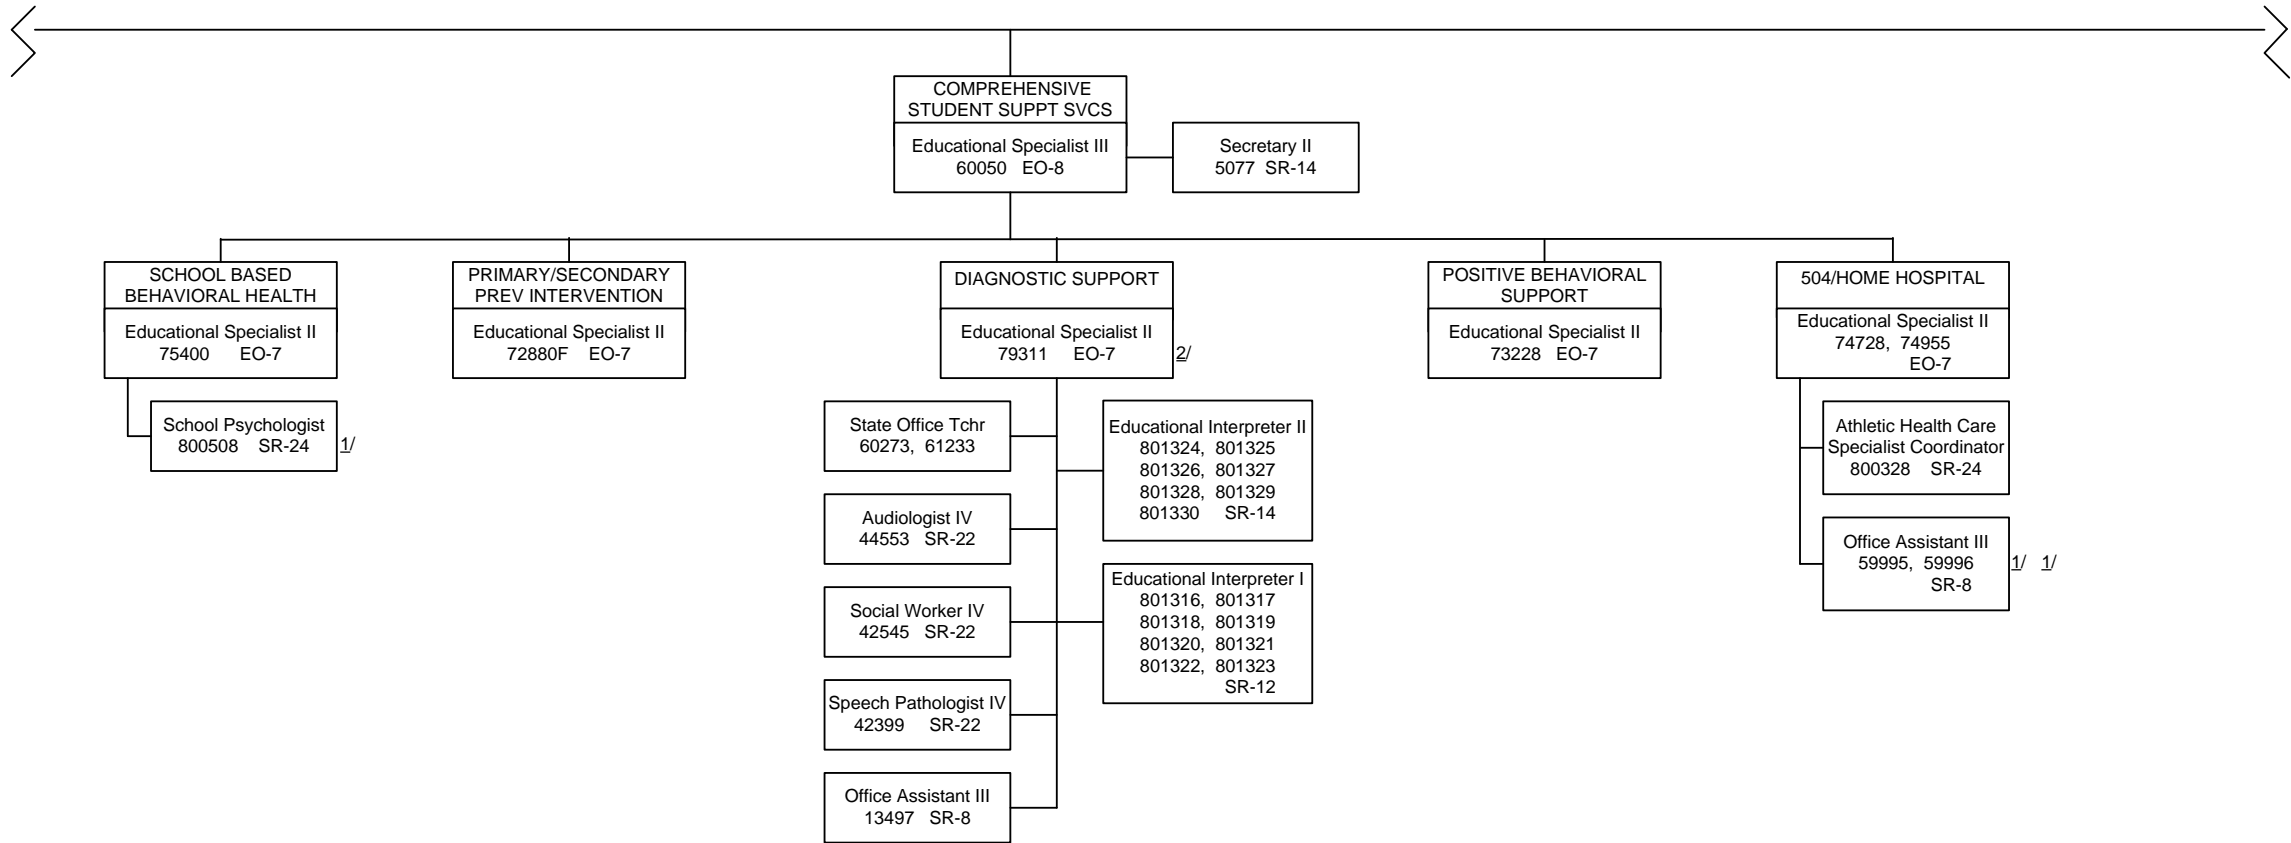 COMPREHENSIVE
STUDENT SUPPT SVCS
Educational Specialist III
60050 EO-8
Secretary II
5077 SR-14
SCHOOL BASED
BEHAVIORAL HEALTH
Educational Specialist II
75400 EO-7
School Psychologist
800508 SR-24
1/
PRIMARY/SECONDARY
PREV INTERVENTION
Educational Specialist II
72880F EO-7
DIAGNOSTIC SUPPORT
Educational Specialist II
79311 EO-7
2/
State Office Tchr
60273, 61233
Audiologist IV
44553 SR-22
Social Worker IV
42545 SR-22
Speech Pathologist IV
42399 SR-22
Office Assistant III
13497 SR-8
Educational Interpreter II
801324, 801325
801326, 801327
801328, 801329
801330 SR-14
Educational Interpreter I
801316, 801317
801318, 801319
801320, 801321
801322, 801323
SR-12
POSITIVE BEHAVIORAL
SUPPORT
Educational Specialist II
73228 EO-7
504/HOME HOSPITAL
Educational Specialist II
74728, 74955
EO-7
Athletic Health Care
Specialist Coordinator
800328 SR-24
Office Assistant III
59995, 59996
SR-8
1/ 1/